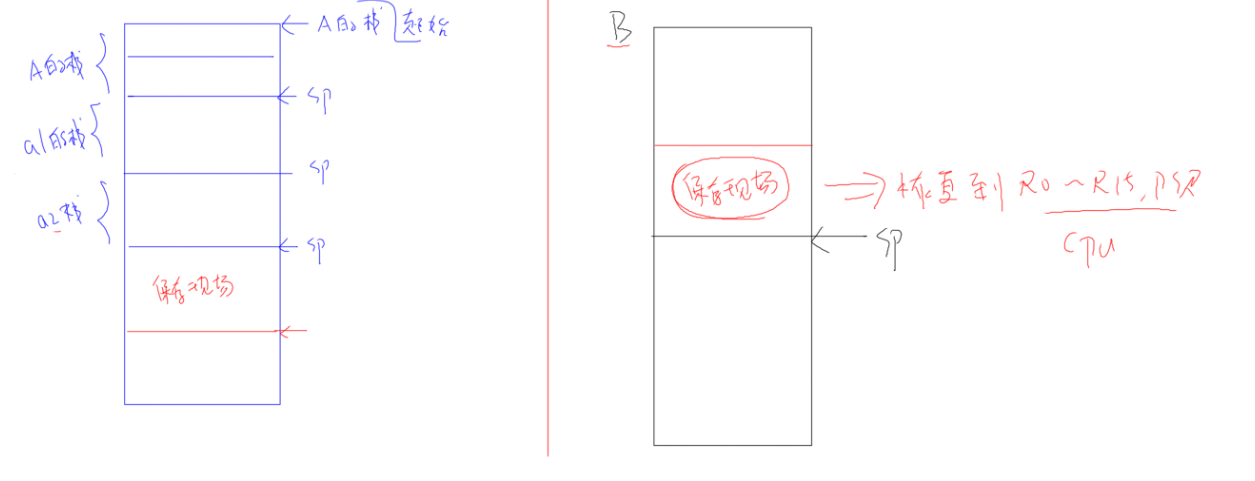 A的栈起始
A的栈
sp
a1的栈
sp
a2栈
sp
保存现场
B
保存现场
恢复到 R0 ~ R15, PSR
CPU
sp